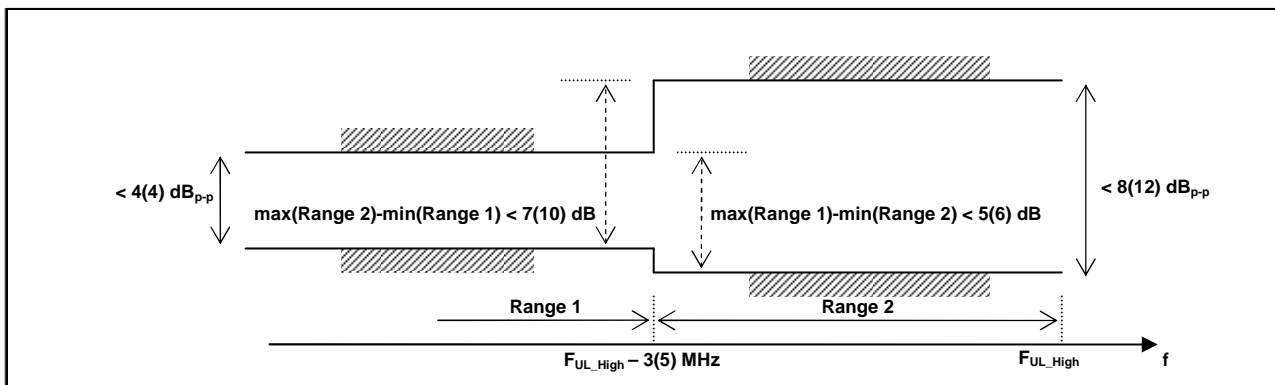 < 4(4) dBp-p
max(Range 2)-min(Range 1) < 7(10) dB
max(Range 1)-min(Range 2) < 5(6) dB
< 8(12) dBp-p
Range 1
Range 2
FUL_High – 3(5) MHz
FUL_High
f